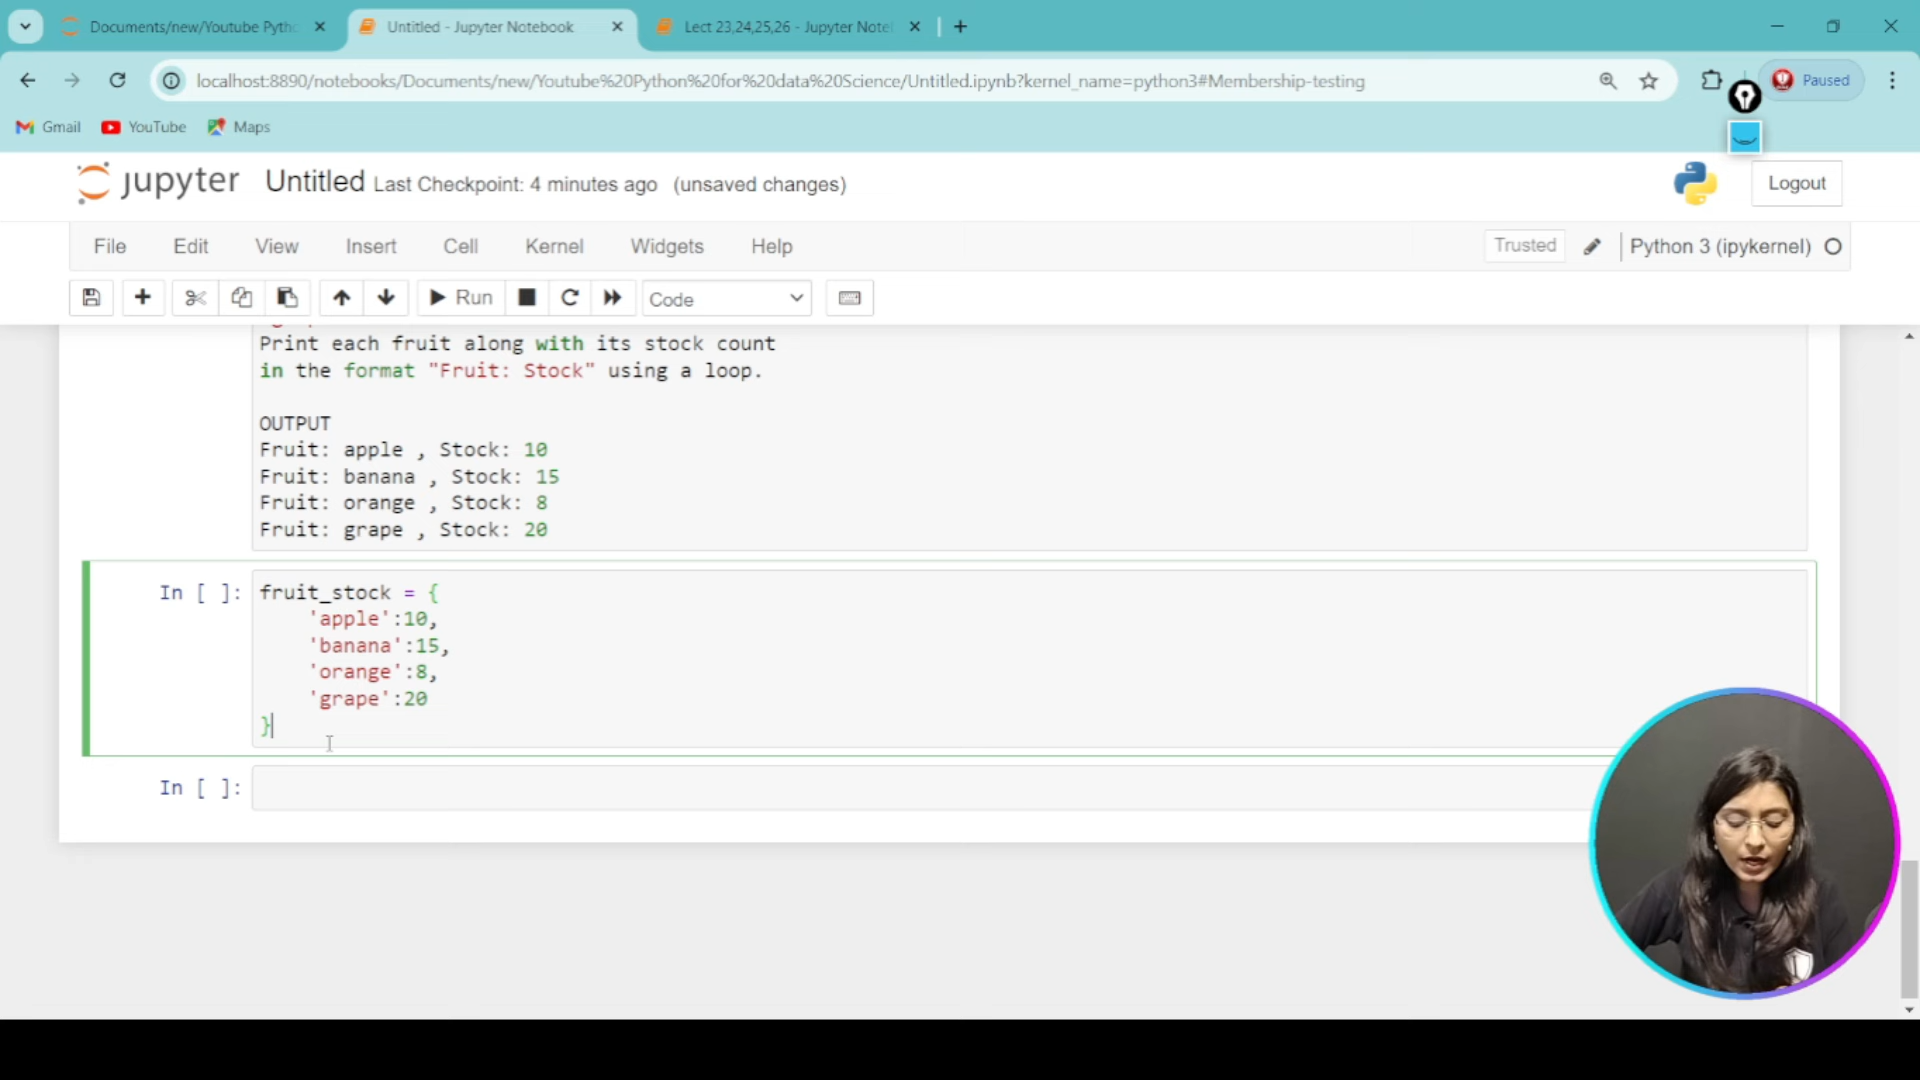 Documents/new/Youtube Pytho
Untitled - Jupyter Notebook
Lect 23,24,25,26 - Jupyter Note
localhost:8890/notebooks/Documents/new/Youtube%20Python%20for%20data%20Science/Untitled.ipynb?kernel_name=python3#Membership-testing
Paused
Gmail
YouTube
Maps
jupyter Untitled Last Checkpoint: 4 minutes ago (unsaved changes)
Logout
File Edit View Insert Cell Kernel Widgets Help
Trusted
Python 3 (ipykernel)
Run
Code
Print each fruit along with its stock count
in the format "Fruit: Stock" using a loop.
OUTPUT
Fruit: apple , Stock: 10
Fruit: banana , Stock: 15
Fruit: orange , Stock: 8
Fruit: grape , Stock: 20
In [ ]: fruit_stock = {
'apple':10,
'banana':15,
'orange':8,
'grape':20
}
In [ ]: